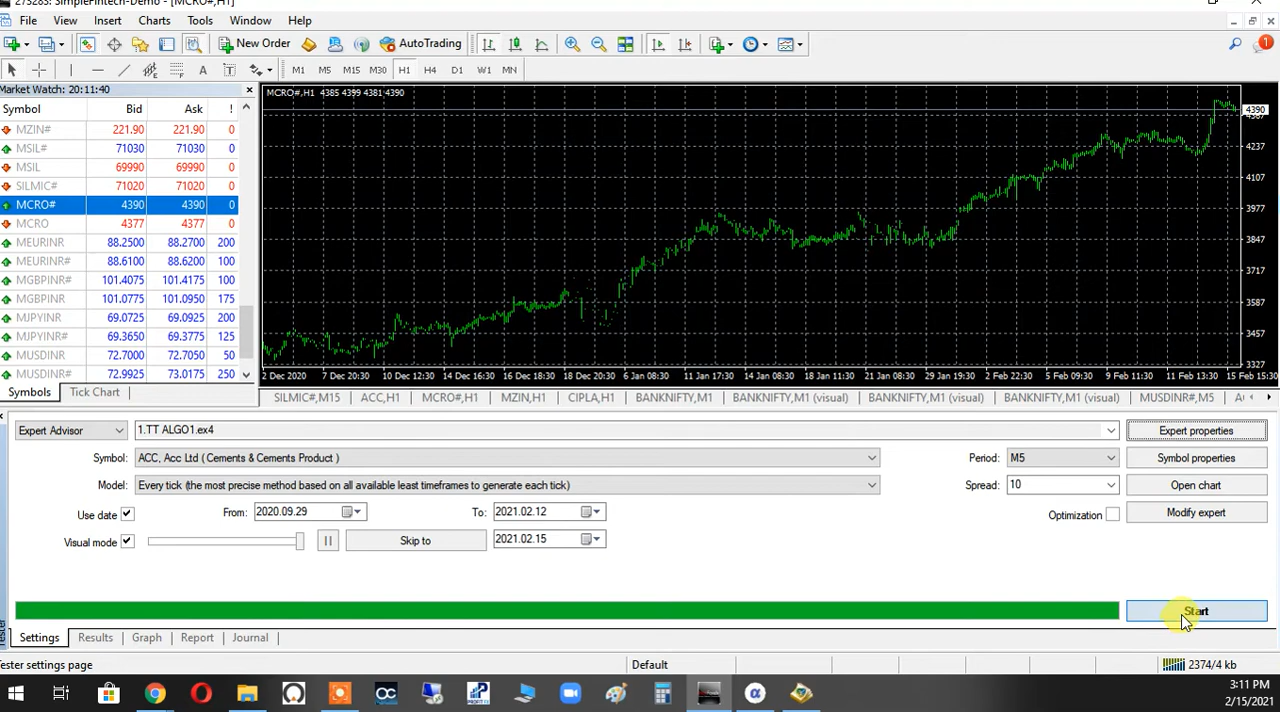 275285: SimpleFintech-Demo - [MCRO#,H1]
File View Insert Charts Tools Window Help
New Order AutoTrading 1
A T M1 M5 M15 M30 H1 H4 D1 W1 MN
Market Watch: 20:11:40
Symbol Bid Ask !
MZIN# 221.90 221.90 0
MSIL# 71030 71030 0
MSIL 69990 69990 0
SILMIC# 71020 71020 0
MCRO# 4390 4390 0
MCRO 4377 4377 0
MEURINR 88.2500 88.2700 200
MEURINR# 88.6100 88.6200 100
MGBPINR# 101.4075 101.4175 100
MGBPINR 101.0775 101.0950 175
MJPYINR 69.0725 69.0925 200
MJPYINR# 69.3650 69.3775 125
MUSDINR 72.7000 72.7050 50
MUSDINR# 72.9925 73.0175 250
Symbols Tick Chart
MCRO#,H1 4385 4399 4381 4390
4390
4367
4237
4107
3977
3847
3717
3587
3457
3327
2 Dec 2020 7 Dec 20:30 10 Dec 12:30 14 Dec 16:30 16 Dec 18:30 18 Dec 20:30 6 Jan 08:30 11 Jan 17:30 14 Jan 08:30 18 Jan 11:30 21 Jan 08:30 29 Jan 19:30 2 Feb 22:30 5 Feb 09:30 9 Feb 11:30 11 Feb 13:30 15 Feb 15:30
SILMIC#,M15 ACC,H1 MCRO#,H1 MZIN,H1 CIPLA,H1 BANKNIFTY,M1 BANKNIFTY,M1 (visual) BANKNIFTY,M1 (visual) BANKNIFTY,M1 (visual) MUSDINR#,M5
Expert Advisor 1.TT ALGO1.ex4 Expert properties
Symbol: ACC, Acc Ltd ( Cements & Cements Product ) Period: M5 Symbol properties
Model: Every tick (the most precise method based on all available least timeframes to generate each tick) Spread: 10 Open chart
Use date From: 2020.09.29 To: 2021.02.12 Optimization Modify expert
Visual mode Skip to 2021.02.15
Start
Settings Results Graph Report Journal
Tester settings page Default 2374/4 kb
3:11 PM
2/15/2021